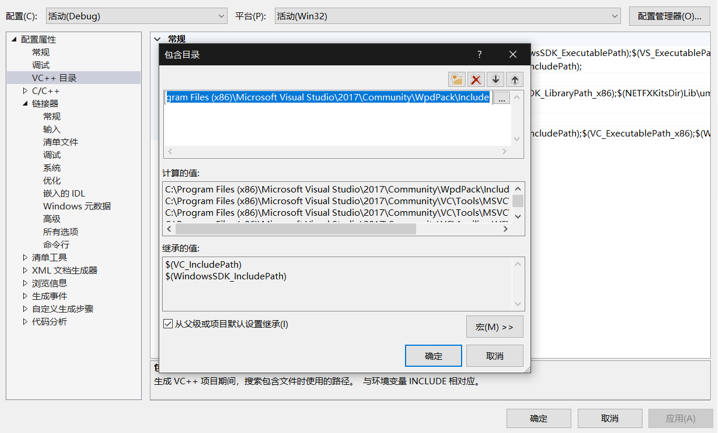 配置(C): 活动(Debug) 平台(P): 活动(Win32) 配置管理器(O)...
配置属性
常规
调试
VC++ 目录
C/C++
链接器
常规
输入
清单文件
调试
系统
优化
嵌入的 IDL
Windows 元数据
高级
所有选项
命令行
清单工具
XML 文档生成器
浏览信息
生成事件
自定义生成步骤
代码分析
常规
owsSDK_ExecutablePath);$(VS_ExecutablePa
ncludePath);
DK_LibraryPath_x86);$(NETFXKitsDir)Lib\um
ncludePath);$(VC_ExecutablePath_x86);$(W
包含目录
gram Files (x86)\Microsoft Visual Studio\2017\Community\WpdPack\Include
...
计算的值:
C:\Program Files (x86)\Microsoft Visual Studio\2017\Community\WpdPack\Includ
C:\Program Files (x86)\Microsoft Visual Studio\2017\Community\VC\Tools\MSVC
C:\Program Files (x86)\Microsoft Visual Studio\2017\Community\VC\Tools\MSVC
继承的值:
$(VC_IncludePath)
$(WindowsSDK_IncludePath)
从父级或项目默认设置继承(I)
宏(M) >>
确定 取消
生成 VC++ 项目期间，搜索包含文件时使用的路径。 与环境变量 INCLUDE 相对应。
确定 取消 应用(A)